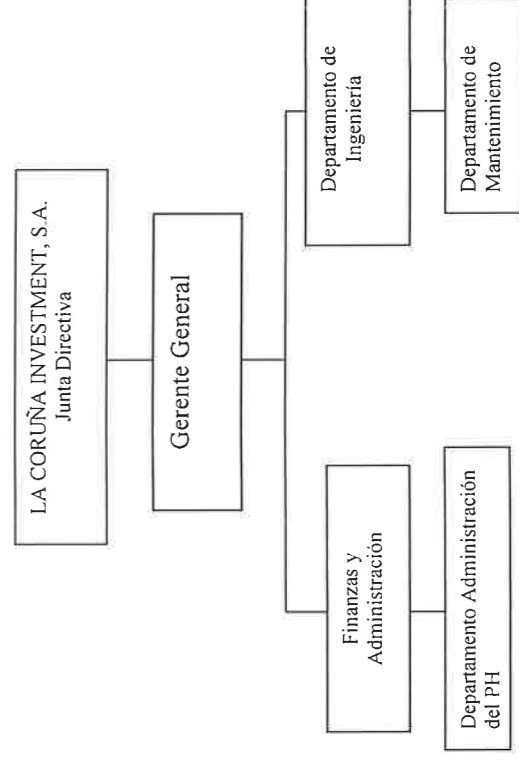 LA CORUÑA INVESTMENT, S.A.
Junta Directiva
Gerente General
Finanzas y
Administración
Departamento de
Ingeniería
Departamento Administración
del PH
Departamento de
Mantenimiento